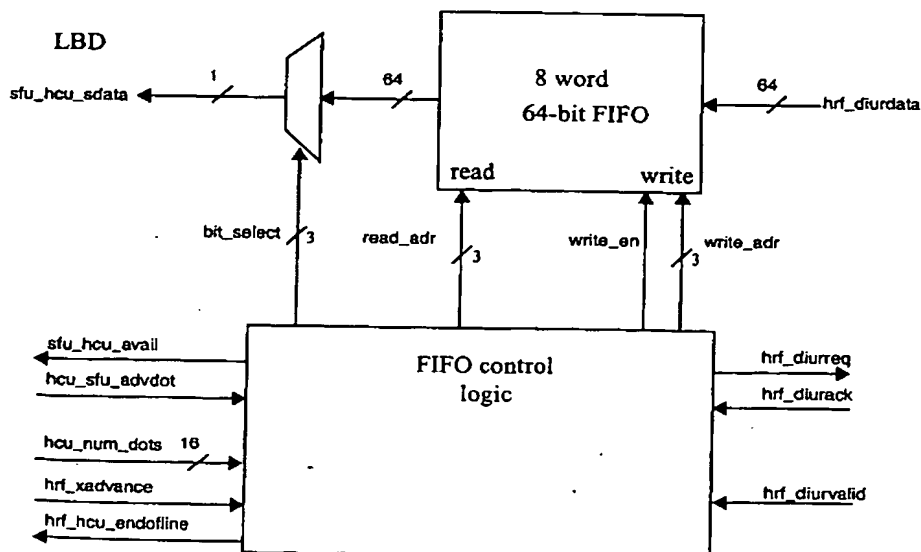 LBD
sfu_hcu_sdata
1
64
8 word
64-bit FIFO
64
hrf_diurdata
read
write
bit_select
3
read_adr
3
write_en
write_adr
3
sfu_hcu_avail
hcu_sfu_advdot
hcu_num_dots
16
hrf_xadvance
hrf_hcu_endofline
FIFO control
logic
hrf_diurreq
hrf_diurack
hrf_diurvalid